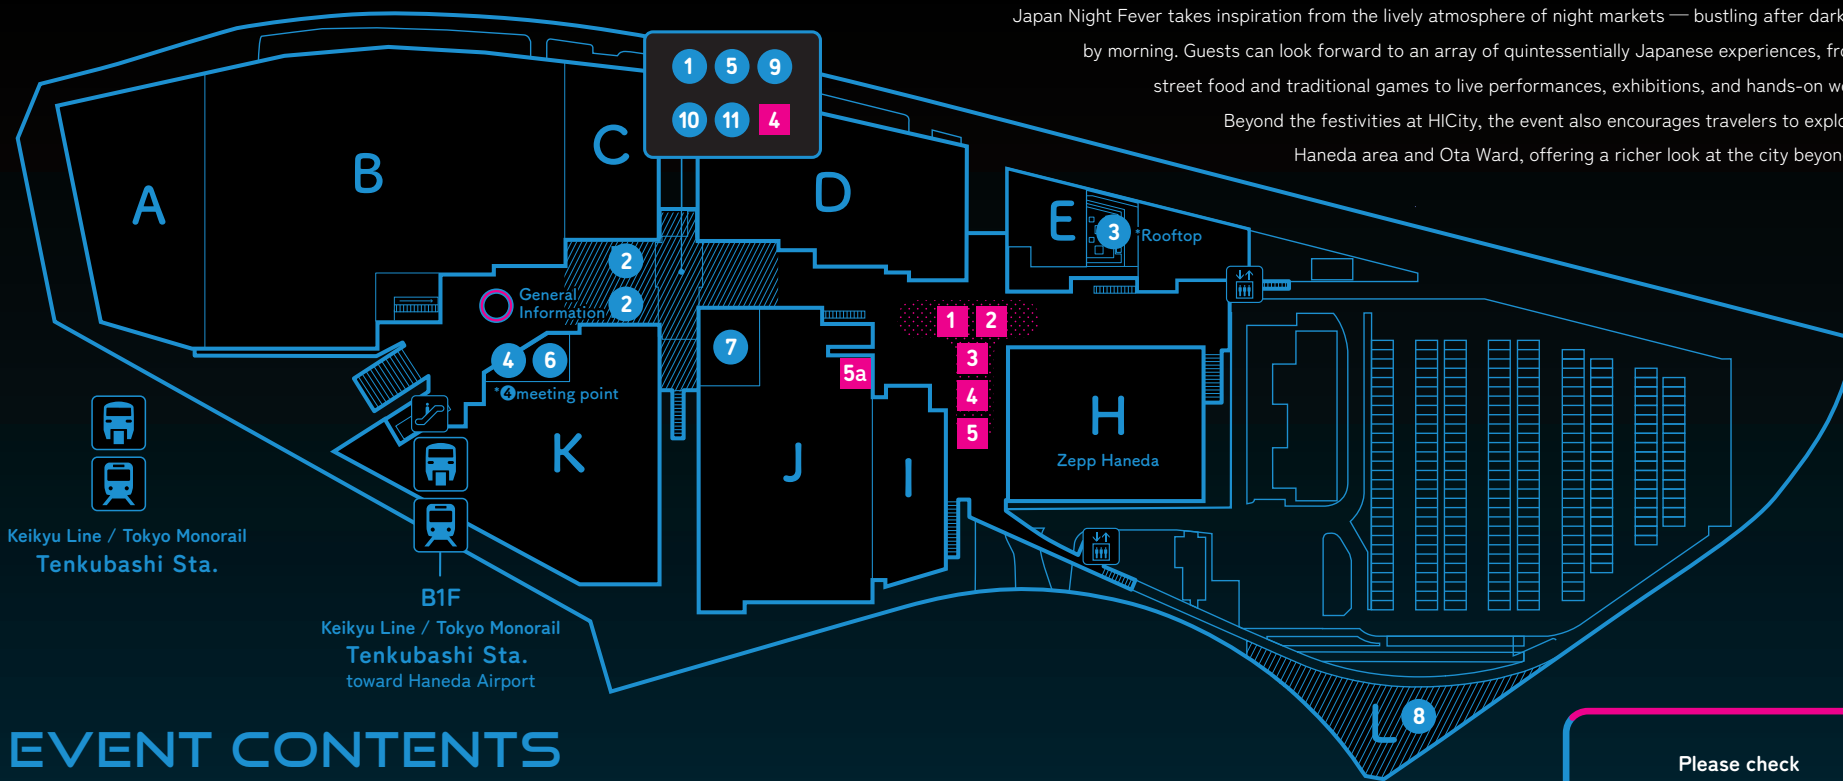 Japan Night Fever takes inspiration from the lively atmosphere of night markets — bustling after dark
by morning. Guests can look forward to an array of quintessentially Japanese experiences, fro
street food and traditional games to live performances, exhibitions, and hands-on wo
Beyond the festivities at HICity, the event also encourages travelers to explo
Haneda area and Ota Ward, offering a richer look at the city beyon
1 5 9
10 11 4
A
B
C
D
E
3 *Rooftop
2
2
General
Information
1 2
3
4
5
7
5a
4 6
*4meeting point
K
J
I
H
Zepp Haneda
Keikyu Line / Tokyo Monorail
Tenkubashi Sta.
B1F
Keikyu Line / Tokyo Monorail
Tenkubashi Sta.
toward Haneda Airport
L 8
EVENT CONTENTS
Please check